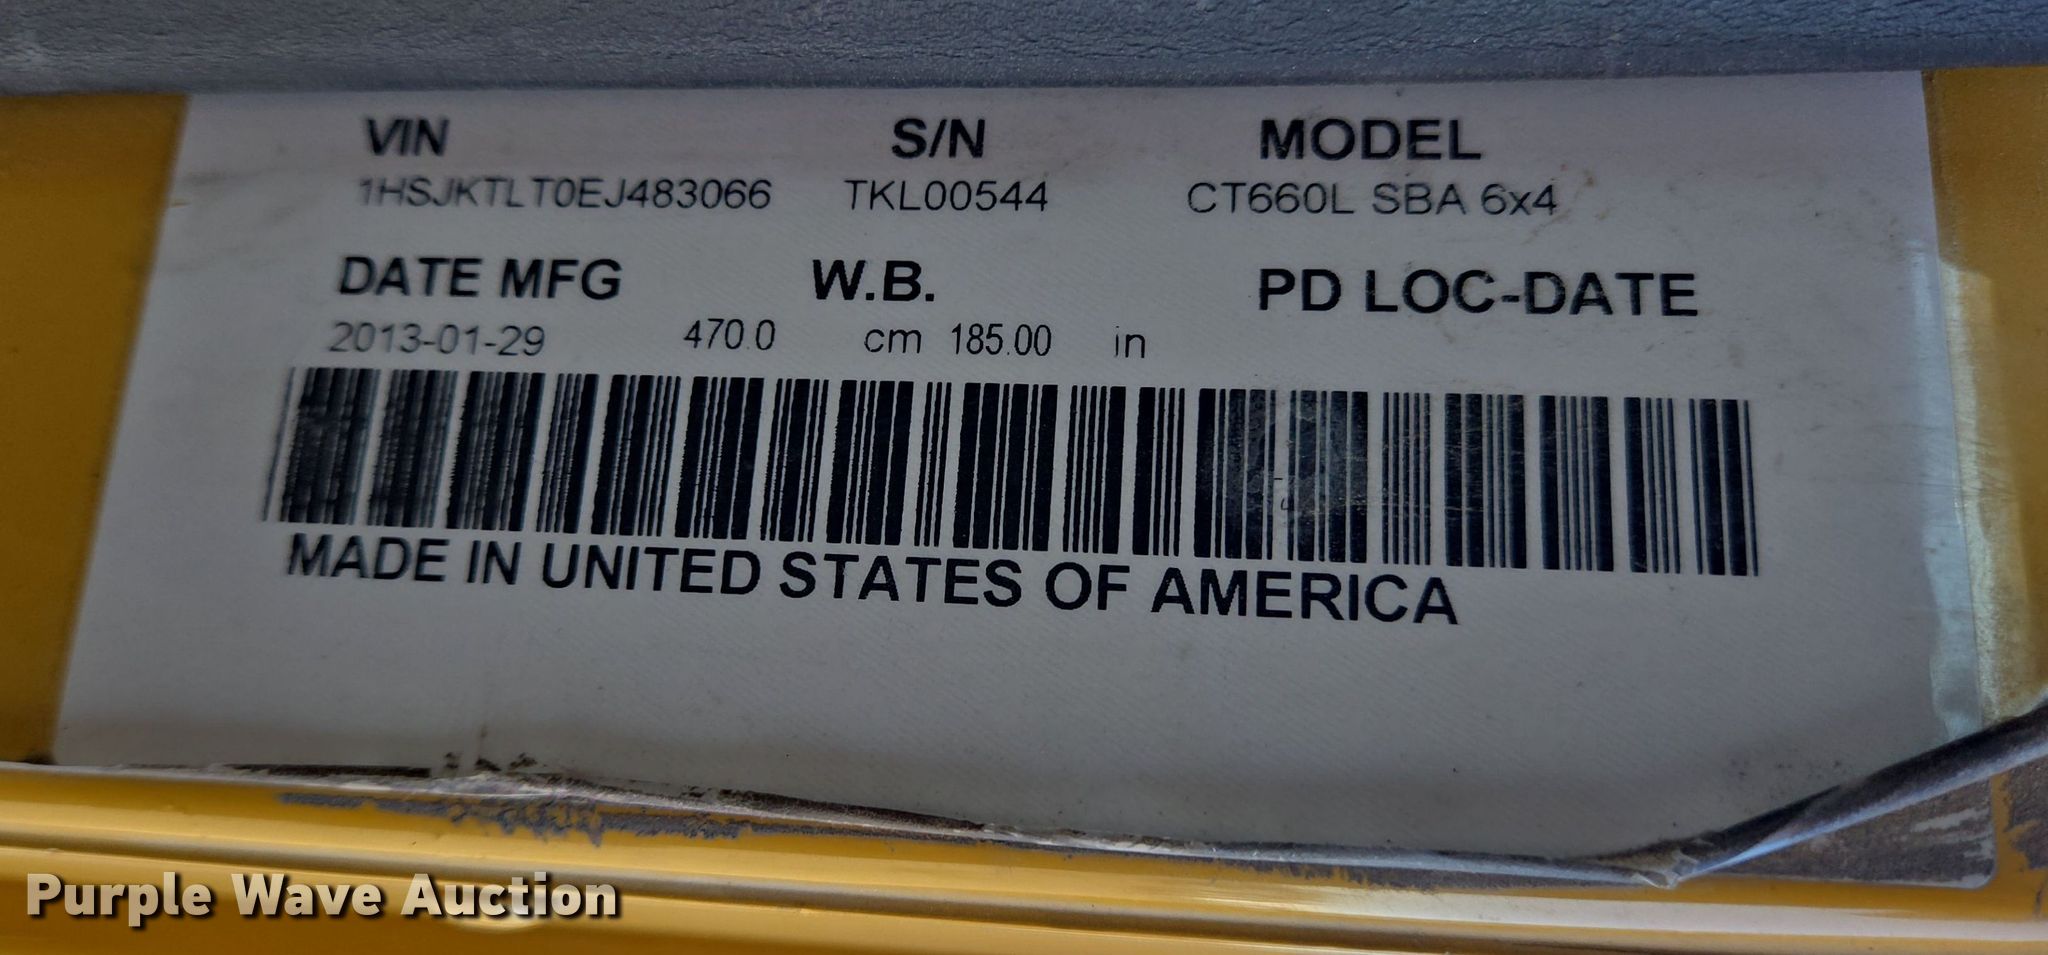 VIN S/N MODEL
1HSJKTLT0EJ483066 TKL00544 CT660L SBA 6x4
DATE MFG W.B. PD LOC-DATE
2013-01-29 470.0 cm 185.00 in
MADE IN UNITED STATES OF AMERICA
Purple Wave Auction